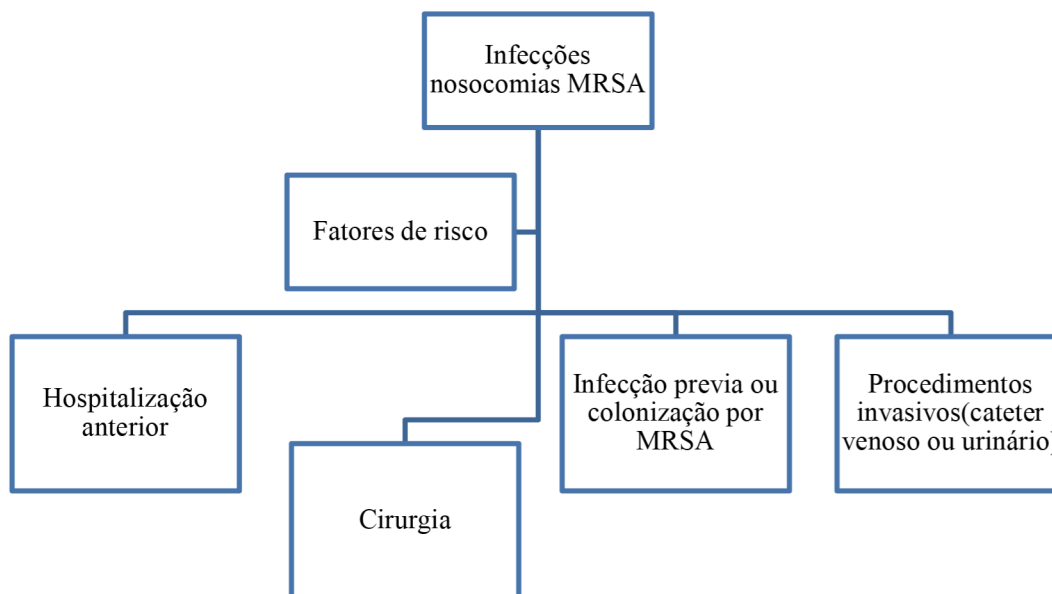 Infecções
nosocomias MRSA
Fatores de risco
Hospitalização
anterior
Cirurgia
Infecção previa ou
colonização por
MRSA
Procedimentos
invasivos(cateter
venoso ou urinário)